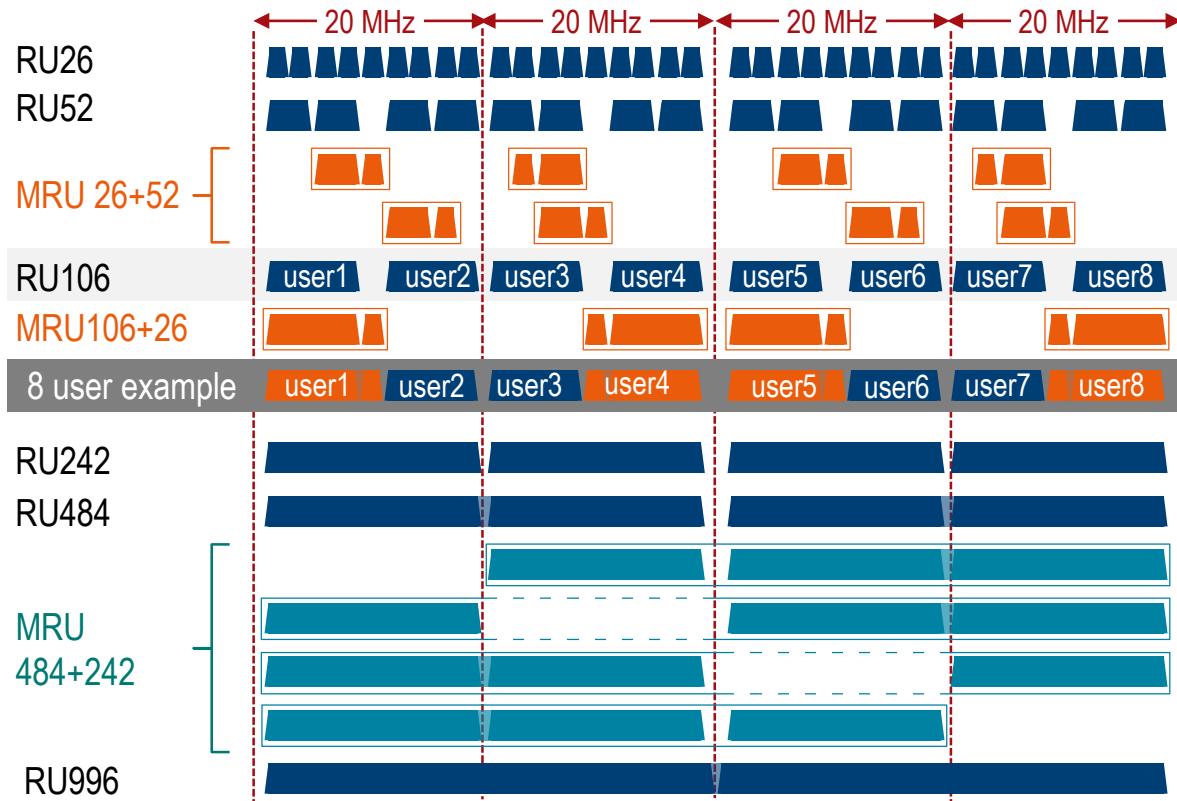 20 MHz 20 MHz 20 MHz 20 MHz
RU26
RU52
MRU 26+52
RU106 user1 user2 user3 user4 user5 user6 user7 user8
MRU106+26
8 user example user1 user2 user3 user4 user5 user6 user7 user8
RU242
RU484
MRU
484+242
RU996